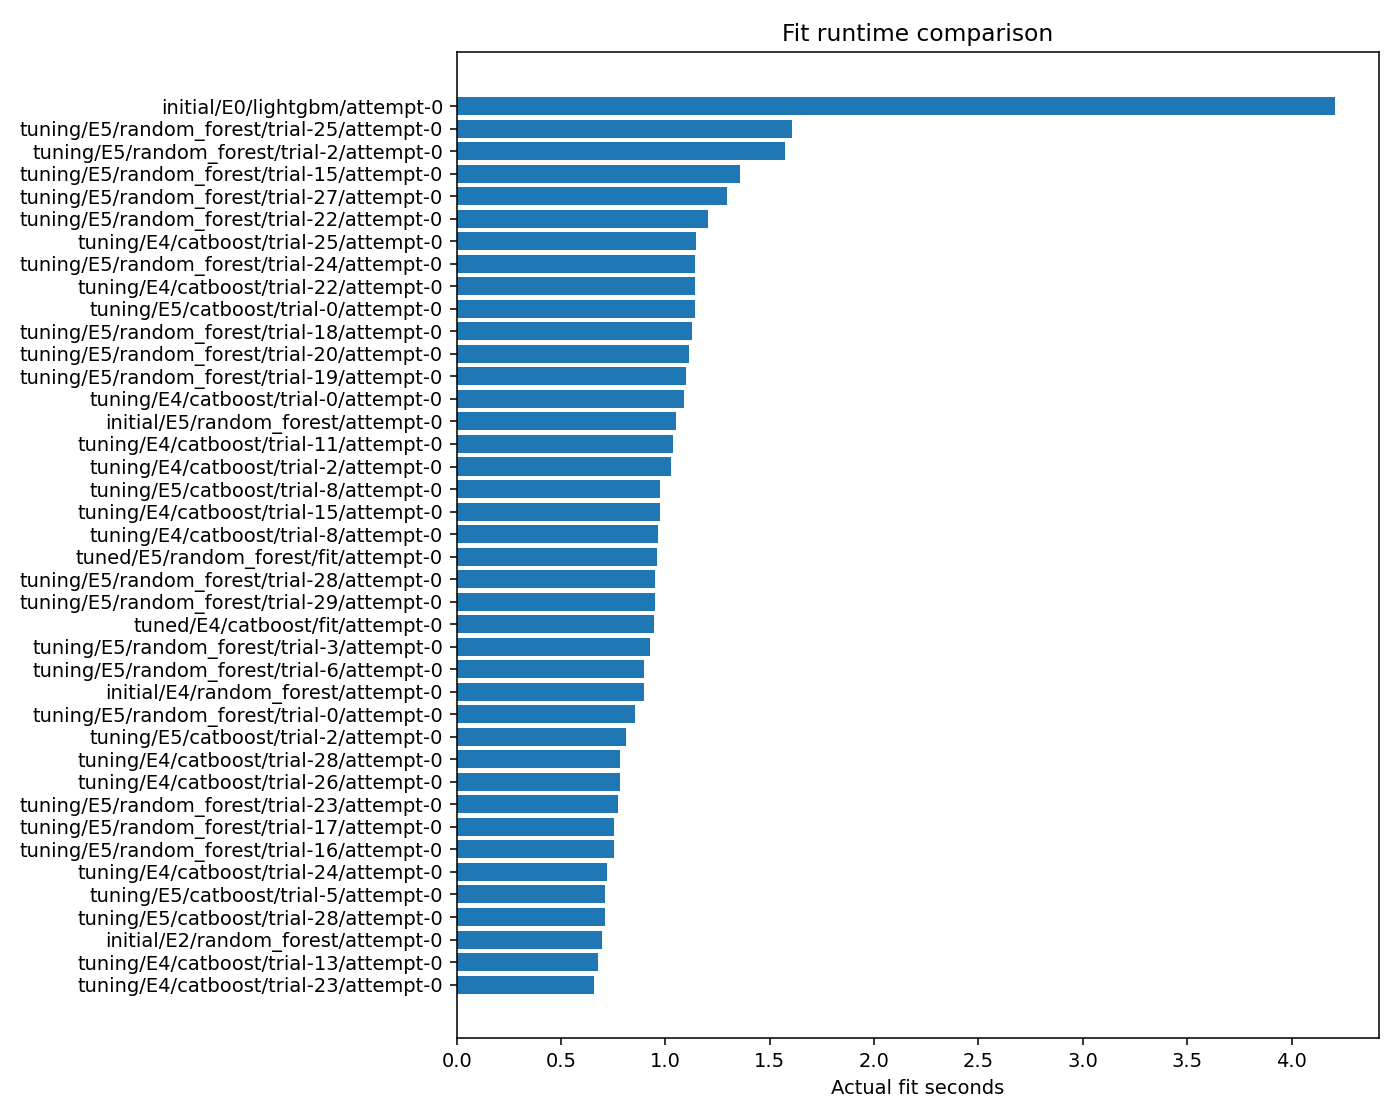 Fit runtime comparison
initial/E0/lightgbm/attempt-0
tuning/E5/random_forest/trial-25/attempt-0
tuning/E5/random_forest/trial-2/attempt-0
tuning/E5/random_forest/trial-15/attempt-0
tuning/E5/random_forest/trial-27/attempt-0
tuning/E5/random_forest/trial-22/attempt-0
tuning/E4/catboost/trial-25/attempt-0
tuning/E5/random_forest/trial-24/attempt-0
tuning/E4/catboost/trial-22/attempt-0
tuning/E5/catboost/trial-0/attempt-0
tuning/E5/random_forest/trial-18/attempt-0
tuning/E5/random_forest/trial-20/attempt-0
tuning/E5/random_forest/trial-19/attempt-0
tuning/E4/catboost/trial-0/attempt-0
initial/E5/random_forest/attempt-0
tuning/E4/catboost/trial-11/attempt-0
tuning/E4/catboost/trial-2/attempt-0
tuning/E5/catboost/trial-8/attempt-0
tuning/E4/catboost/trial-15/attempt-0
tuning/E4/catboost/trial-8/attempt-0
tuned/E5/random_forest/fit/attempt-0
tuning/E5/random_forest/trial-28/attempt-0
tuning/E5/random_forest/trial-29/attempt-0
tuned/E4/catboost/fit/attempt-0
tuning/E5/random_forest/trial-3/attempt-0
tuning/E5/random_forest/trial-6/attempt-0
initial/E4/random_forest/attempt-0
tuning/E5/random_forest/trial-0/attempt-0
tuning/E5/catboost/trial-2/attempt-0
tuning/E4/catboost/trial-28/attempt-0
tuning/E4/catboost/trial-26/attempt-0
tuning/E5/random_forest/trial-23/attempt-0
tuning/E5/random_forest/trial-17/attempt-0
tuning/E5/random_forest/trial-16/attempt-0
tuning/E4/catboost/trial-24/attempt-0
tuning/E5/catboost/trial-5/attempt-0
tuning/E5/catboost/trial-28/attempt-0
initial/E2/random_forest/attempt-0
tuning/E4/catboost/trial-13/attempt-0
tuning/E4/catboost/trial-23/attempt-0
0.0 0.5 1.0 1.5 2.0 2.5 3.0 3.5 4.0
Actual fit seconds